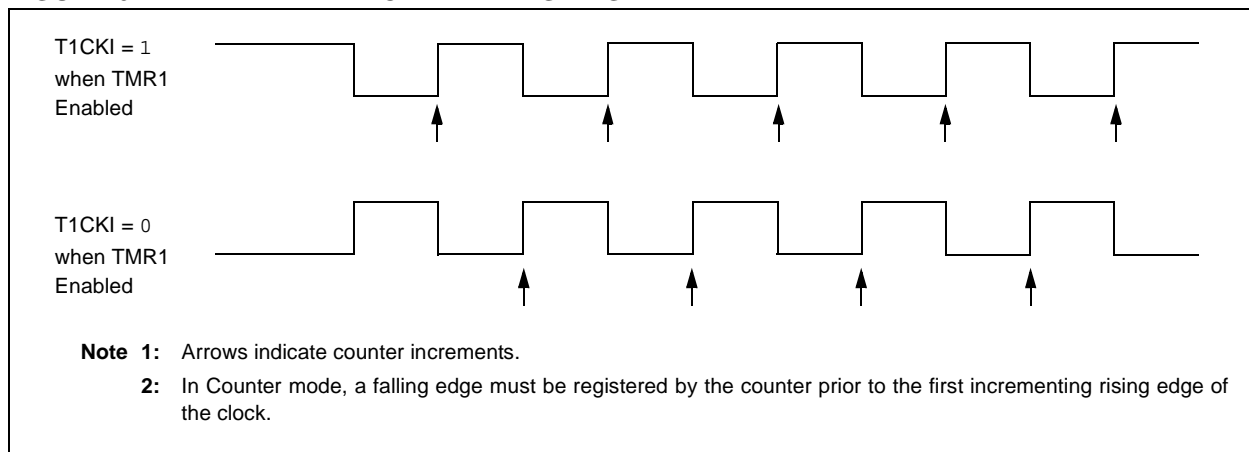 T1CKI = 1
when TMR1
Enabled
T1CKI = 0
when TMR1
Enabled
Note 1: Arrows indicate counter increments.
2: In Counter mode, a falling edge must be registered by the counter prior to the first incrementing rising edge of
the clock.